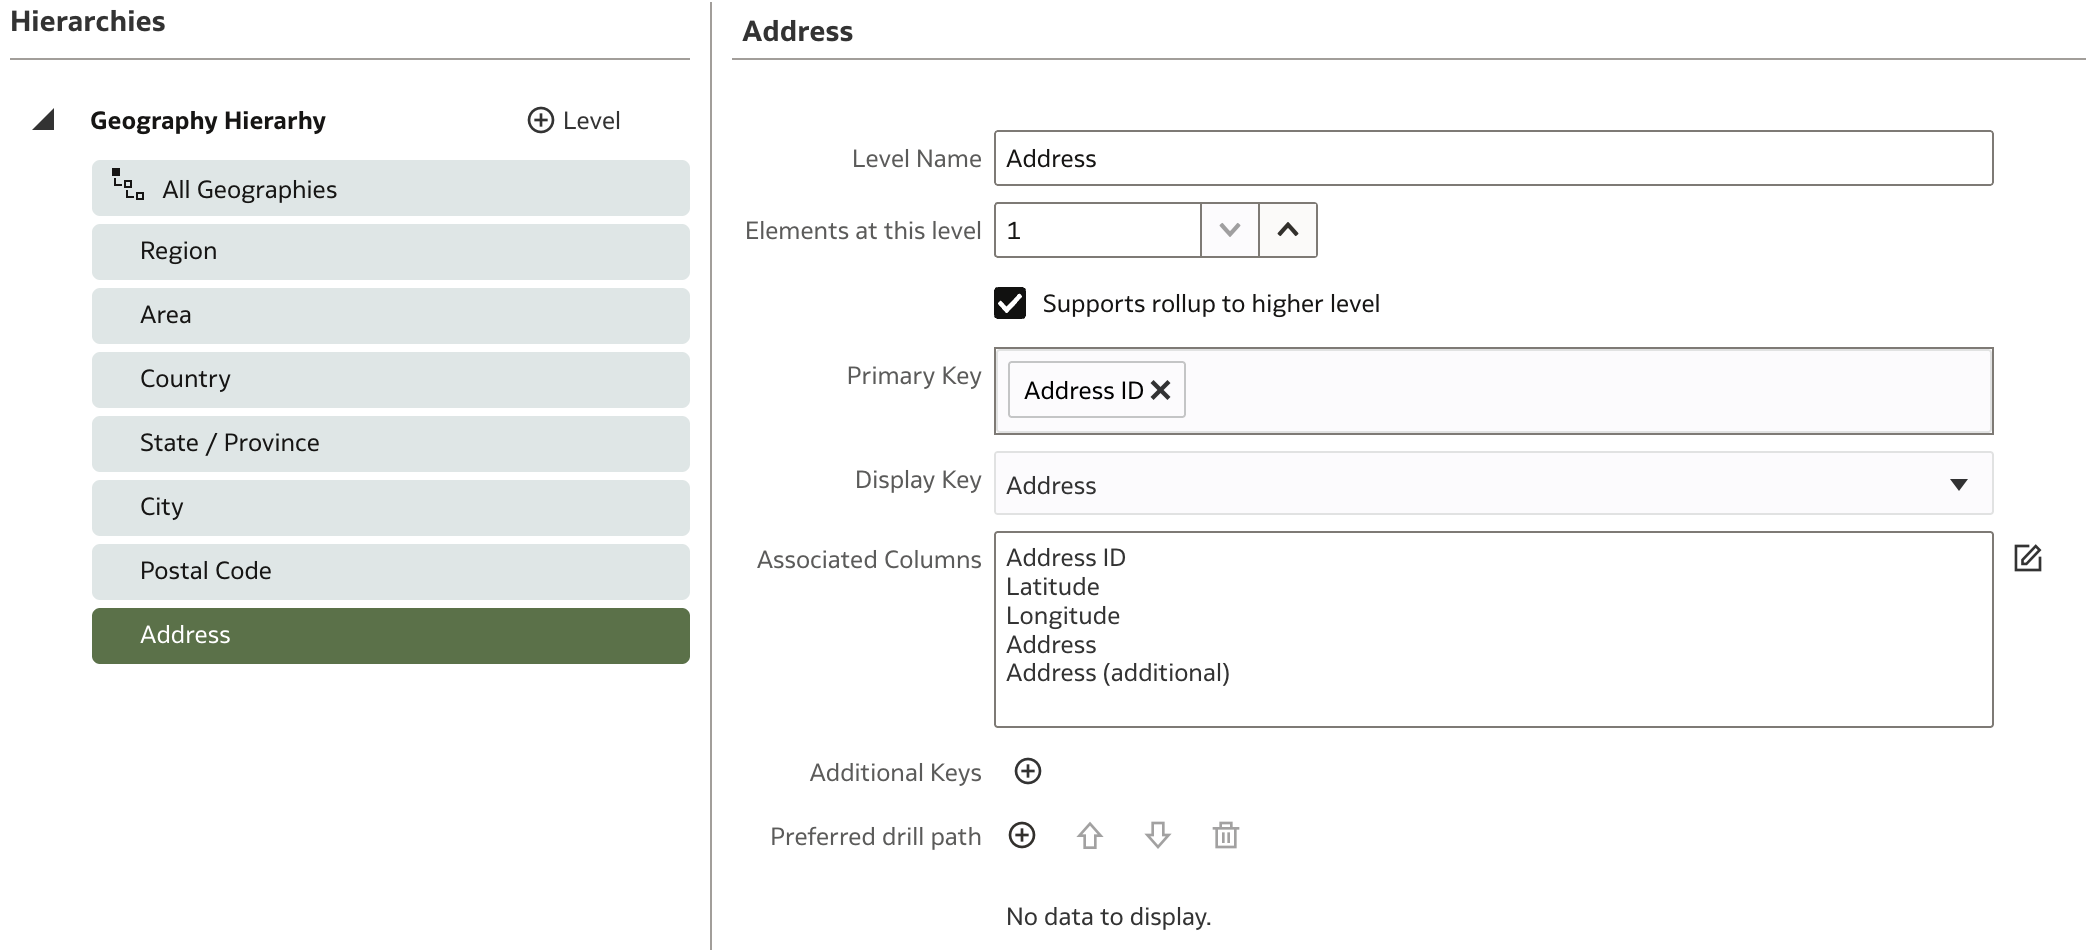 Hierarchies
Geography Hierarhy
Level
All Geographies
Region
Area
Country
State / Province
City
Postal Code
Address
Address
Level Name
Address
Elements at this level
1
Supports rollup to higher level
Primary Key
Address ID
Display Key
Address
Associated Columns
Address ID
Latitude
Longitude
Address
Address (additional)
Additional Keys
Preferred drill path
No data to display.